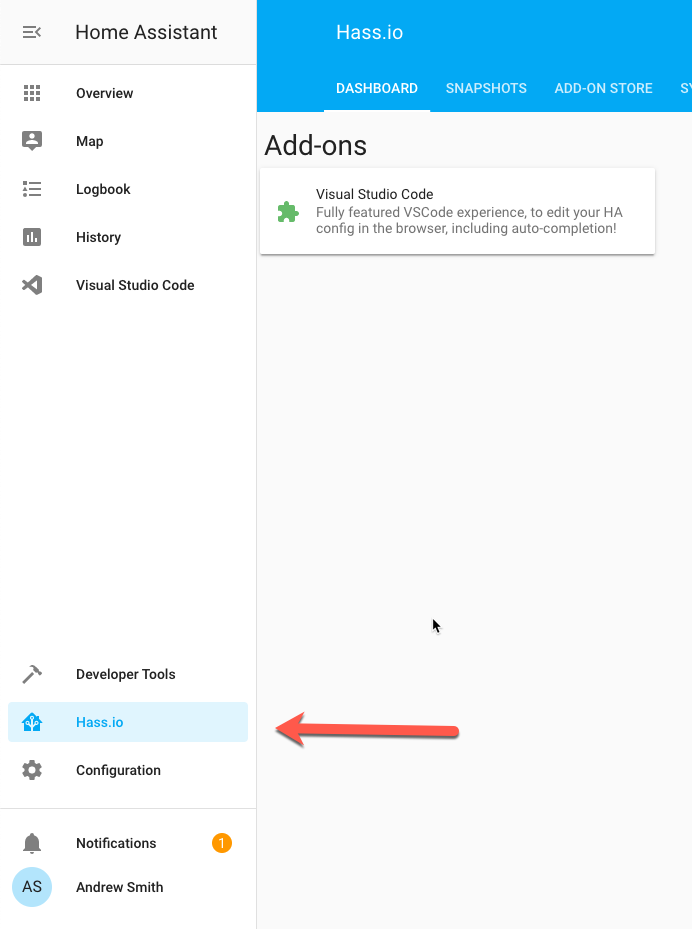 Home Assistant
Overview
Map
Logbook
History
Visual Studio Code
Developer Tools
Hass.io
Configuration
Notifications
1
AS
Andrew Smith
Hass.io
DASHBOARD
SNAPSHOTS
ADD-ON STORE
SY
Add-ons
Visual Studio Code
Fully featured VSCode experience, to edit your HA
config in the browser, including auto-completion!